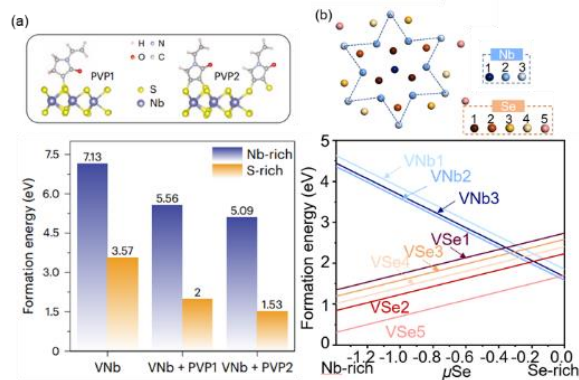 (a)
H N
O C
PVP1
PVP2
S
Nb
Formation energy (eV)
7.5
6.0
4.5
3.0
1.5
0
Nb-rich
S-rich
7.13
3.57
5.56
2
5.09
1.53
VNb
VNb + PVP1
VNb + PVP2
(b)
Nb
1 2 3
Se
1 2 3 4 5
Formation energy (eV)
5
4
3
2
1
0
VNb1
VNb2
VNb3
VSe1
VSe3
VSe4
VSe2
VSe5
-1.2 -1.0 -0.8 -0.6 -0.4 -0.2 0.0
Nb-rich μSe Se-rich